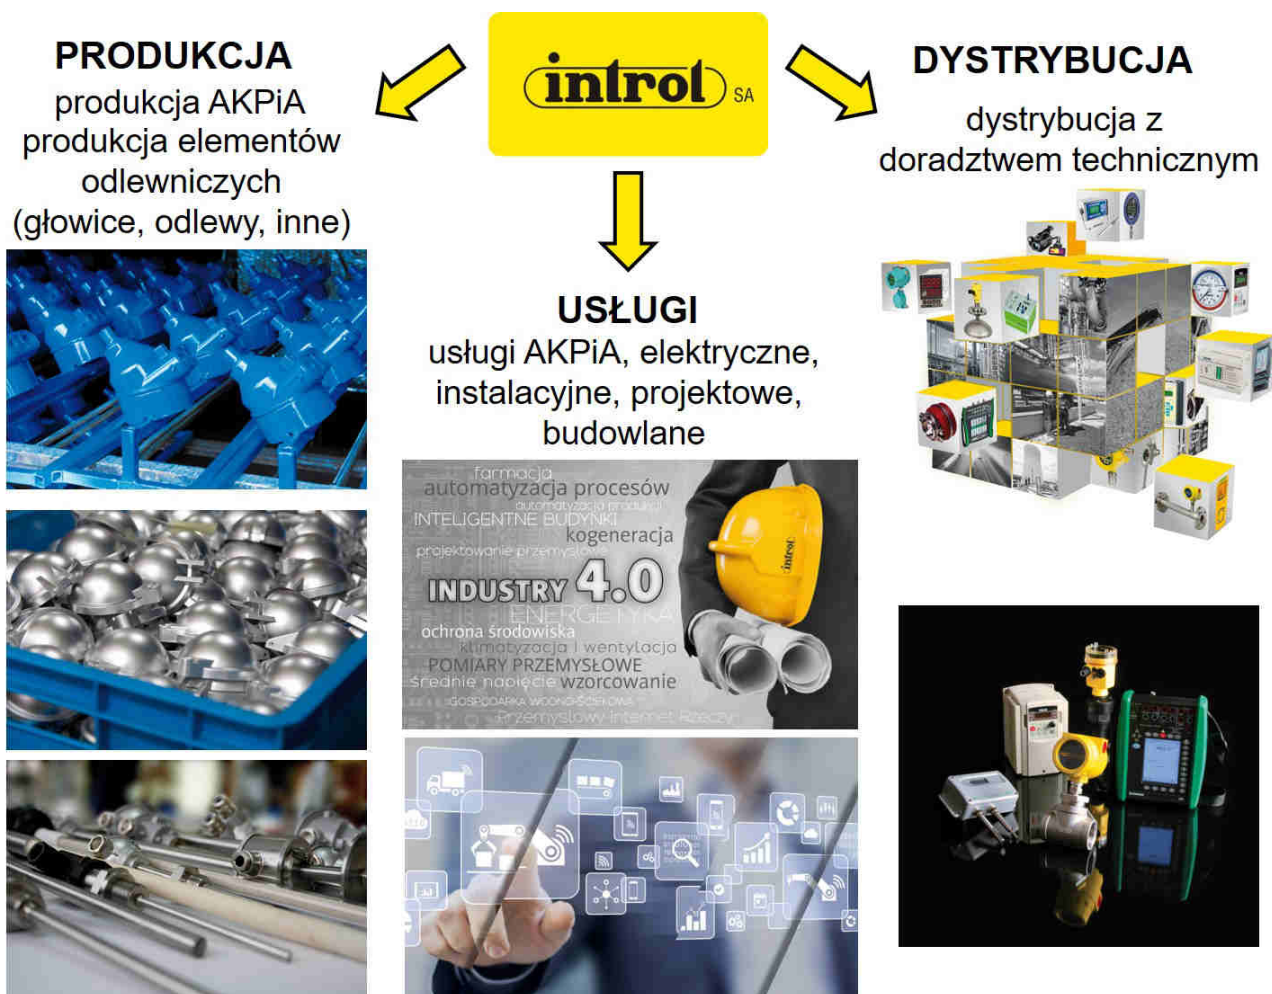 introl SA
PRODUKCJA
produkcja AKPiA
produkcja elementów
odlewniczych
(głowice, odlewy, inne)
USŁUGI
usługi AKPiA, elektryczne,
instalacyjne, projektowe,
budowlane
farmacja
automatyzacja procesów
automatyzacja produkcji
INTELIGENTNE BUDYNKI
kogeneracja
projektowanie przemysłowe
INDUSTRY 4.0
ENERGETYKA
ochrona środowiska
klimatyzacja i wentylacja
POMIARY PRZEMYSŁOWE
średnie napięcie wzorcowanie
GOSPODARKA WODNO-ŚCIEKOWA
Przemysłowy Internet Rzeczy
introl
DYSTRYBUCJA
dystrybucja z
doradztwem technicznym